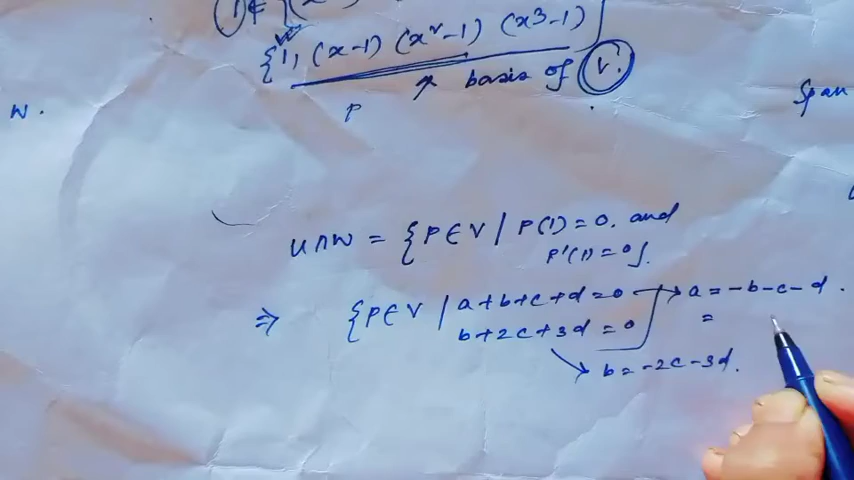 {1, (x-1) (x²-1) (x³-1)
↑ basis of V.
P
W.
Span
U∩W = {P∈V | P(1)=0. and
P'(1)=0}.
⇒ {P∈V | a+b+c+d=0 → a=-b-c-d.
b+2c+3d=0 =
b=-2c-3d.